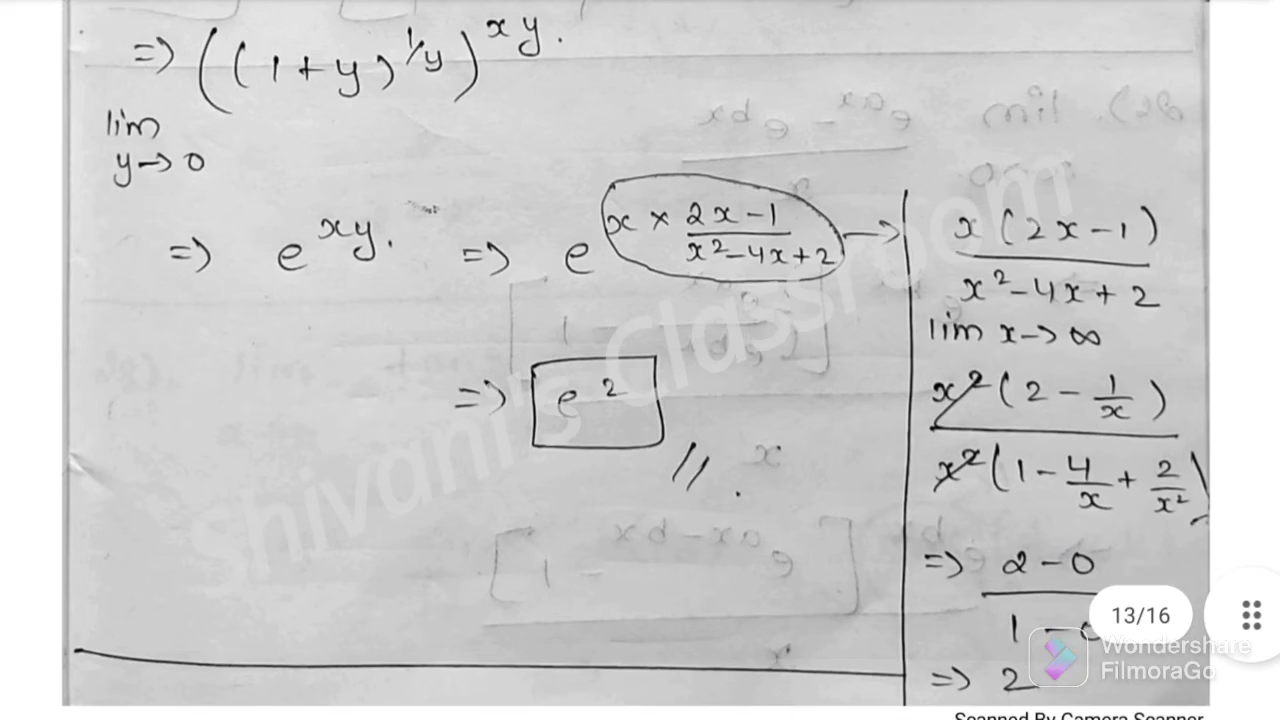 => ((1+y)^1/y)^xy.
lim
y→0
=> e^xy. => e^x × (2x-1)/(x²-4x+2) →
=> e²
//.
x(2x-1)
x²-4x+2
lim x→∞
x²(2 - 1/x)
x²(1 - 4/x + 2/x²)
=> 2-0
1-0
=> 2
Shivani's Classroom
13/16
Wondershare
FilmoraGo
Scanned By Camera Scanner